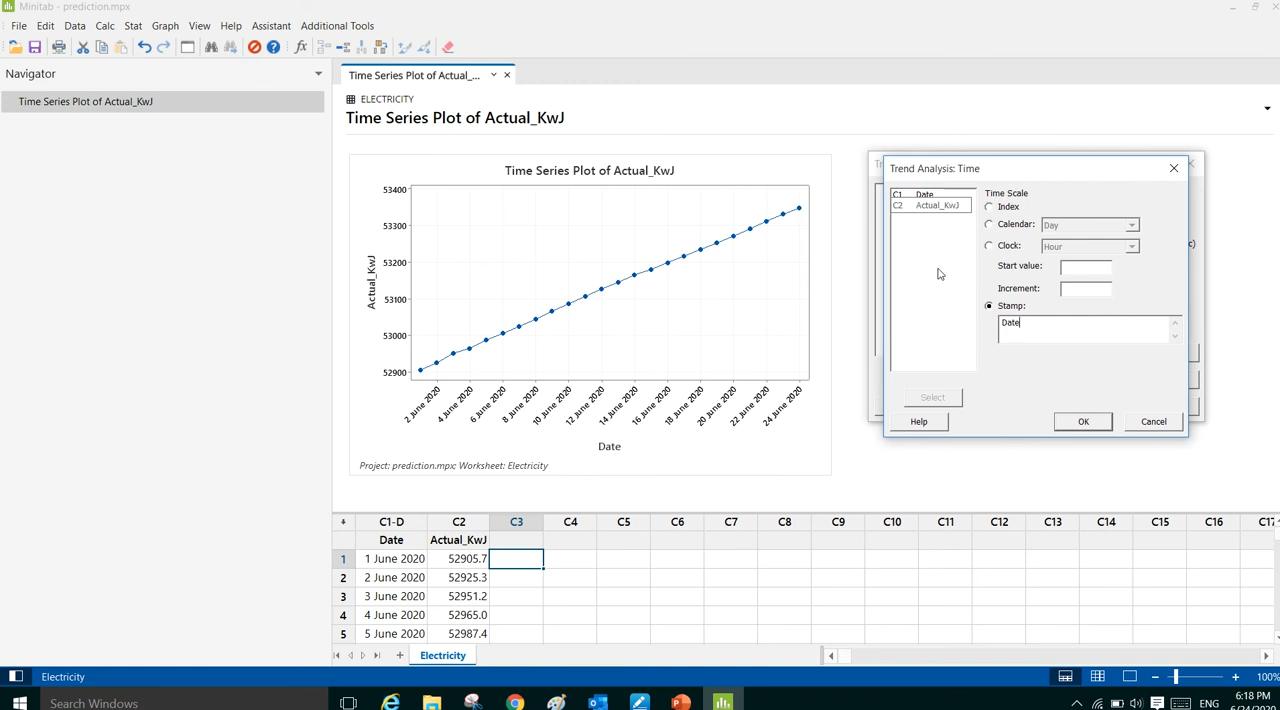 Minitab - prediction.mpx
File Edit Data Calc Stat Graph View Help Assistant Additional Tools
Navigator
Time Series Plot of Actual_KwJ
Time Series Plot of Actual_...
ELECTRICITY
Time Series Plot of Actual_KwJ
Time Series Plot of Actual_KwJ
53400
53300
53200
53100
53000
52900
Actual_KwJ
2 June 2020
4 June 2020
6 June 2020
8 June 2020
10 June 2020
12 June 2020
14 June 2020
16 June 2020
18 June 2020
20 June 2020
22 June 2020
24 June 2020
Date
Project: prediction.mpx; Worksheet: Electricity
Trend Analysis: Time
C1 Date
C2 Actual_KwJ
Time Scale
Index
Calendar: Day
Clock: Hour
Start value:
Increment:
Stamp:
Date
Select
Help OK Cancel
C1-D C2 C3 C4 C5 C6 C7 C8 C9 C10 C11 C12 C13 C14 C15 C16 C17
Date Actual_KwJ
1 1 June 2020 52905.7
2 2 June 2020 52925.3
3 3 June 2020 52951.2
4 4 June 2020 52965.0
5 5 June 2020 52987.4
Electricity
Electricity
100%
Search Windows
ENG
6:18 PM
6/24/2020